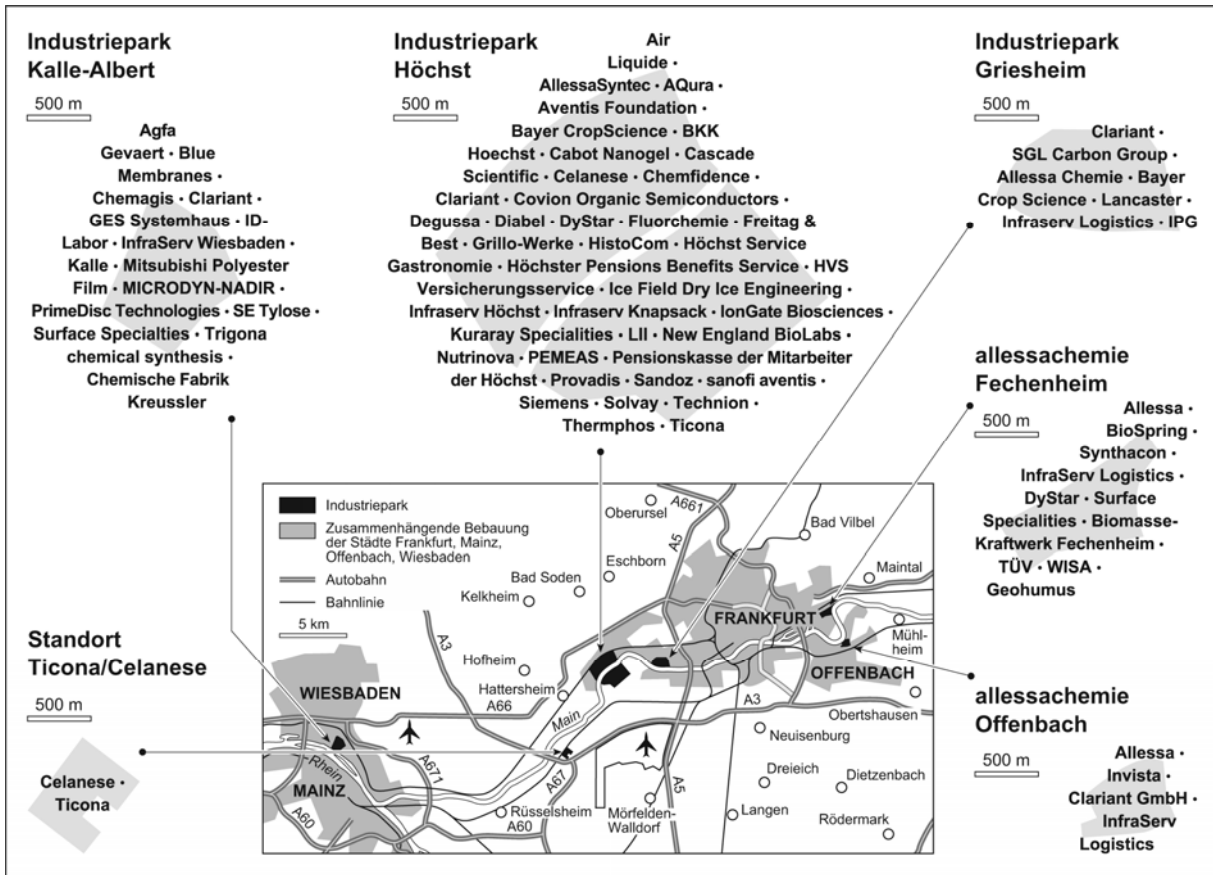 Industriepark
Kalle-Albert
500 m
Agfa
Gevaert · Blue
Membranes ·
Chemagis · Clariant ·
GES Systemhaus · ID-
Labor · InfraServ Wiesbaden ·
Kalle · Mitsubishi Polyester
Film · MICRODYN-NADIR ·
PrimeDisc Technologies · SE Tylose ·
Surface Specialties · Trigona
chemical synthesis ·
Chemische Fabrik
Kreussler
Industriepark
Höchst
500 m
Air
Liquide ·
AllessaSyntec · AQura ·
Aventis Foundation ·
Bayer CropScience · BKK
Hoechst · Cabot Nanogel · Cascade
Scientific · Celanese · Chemfidence ·
Clariant · Covion Organic Semiconductors ·
Degussa · Diabel · DyStar · Fluorchemie · Freitag &
Best · Grillo-Werke · HistoCom · Höchst Service
Gastronomie · Höchster Pensions Benefits Service · HVS
Versicherungsservice · Ice Field Dry Ice Engineering ·
Infraserv Höchst · Infraserv Knapsack · IonGate Biosciences ·
Kuraray Specialities · LII · New England BioLabs ·
Nutrinova · PEMEAS · Pensionskasse der Mitarbeiter
der Höchst · Provadis · Sandoz · sanofi aventis ·
Siemens · Solvay · Technion ·
Thermphos · Ticona
Industriepark
Griesheim
500 m
Clariant ·
SGL Carbon Group ·
Allessa Chemie · Bayer
Crop Science · Lancaster ·
Infraserv Logistics · IPG
allessachemie
Fechenheim
500 m
Allessa ·
BioSpring ·
Synthacon ·
InfraServ Logistics ·
DyStar · Surface
Specialities · Biomasse-
Kraftwerk Fechenheim ·
TÜV · WISA ·
Geohumus
Standort
Ticona/Celanese
500 m
Celanese ·
Ticona
allessachemie
Offenbach
500 m
Allessa ·
Invista ·
Clariant GmbH ·
InfraServ
Logistics
Industriepark
Zusammenhängende Bebauung
der Städte Frankfurt, Mainz,
Offenbach, Wiesbaden
Autobahn
Bahnlinie
5 km
Oberursel
A661
A5
Bad Vilbel
Eschborn
Bad Soden
Kelkheim
Maintal
FRANKFURT
A3
Mühl-
heim
Hofheim
Hattersheim
OFFENBACH
WIESBADEN
A66
Main
A3
Obertshausen
Neuisenburg
Rhein
A671
A67
MAINZ
A5
Dreieich
Dietzenbach
A60
Rüsselsheim
A60
Mörfelden-
Walldorf
Langen
Rödermark